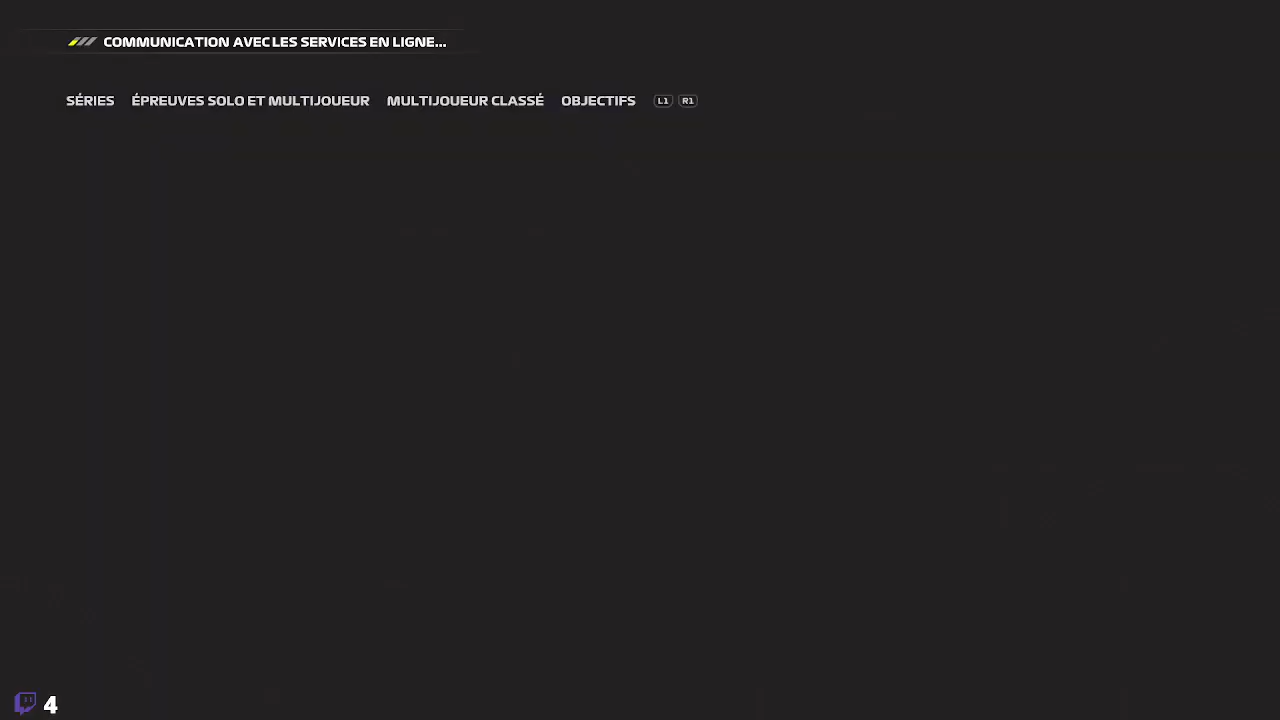 COMMUNICATION AVEC LES SERVICES EN LIGNE...
SÉRIES ÉPREUVES SOLO ET MULTIJOUEUR MULTIJOUEUR CLASSÉ OBJECTIFS L1 R1
4